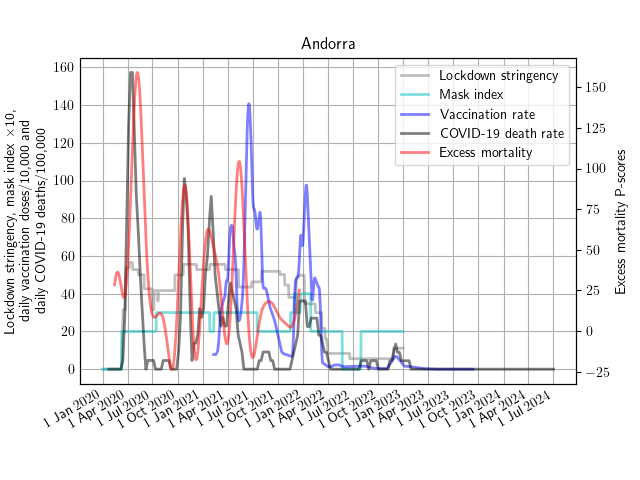 Andorra
Lockdown stringency, mask index ×10,
daily vaccination doses/10,000 and
daily COVID-19 deaths/100,000
160
140
120
100
80
60
40
20
0
Lockdown stringency
Mask index
Vaccination rate
COVID-19 death rate
Excess mortality
150
125
100
75
50
25
0
−25
Excess mortality P-scores
1 Jan 2020
1 Apr 2020
1 Jul 2020
1 Oct 2020
1 Jan 2021
1 Apr 2021
1 Jul 2021
1 Oct 2021
1 Jan 2022
1 Apr 2022
1 Jul 2022
1 Oct 2022
1 Jan 2023
1 Apr 2023
1 Jul 2023
1 Oct 2023
1 Jan 2024
1 Apr 2024
1 Jul 2024